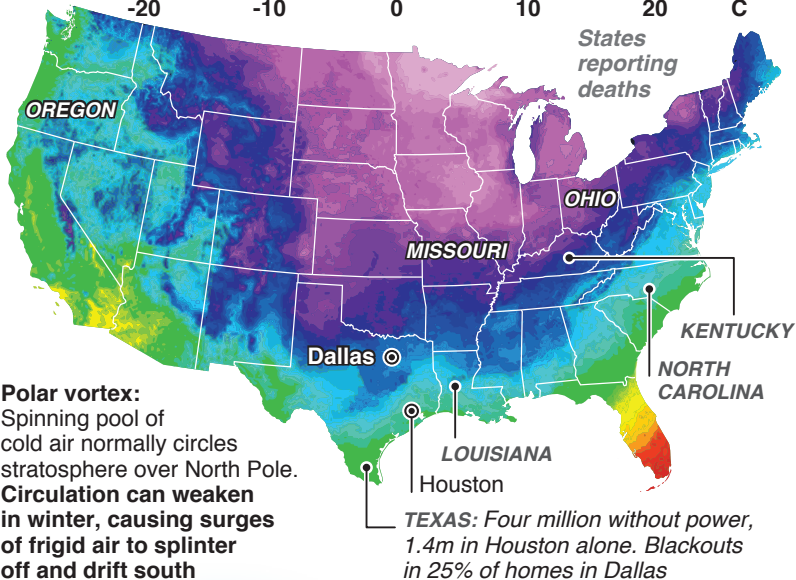 -20 -10 0 10 20 C
States
reporting
deaths
OREGON
OHIO
MISSOURI
KENTUCKY
Dallas
NORTH
CAROLINA
LOUISIANA
Houston
Polar vortex:
Spinning pool of
cold air normally circles
stratosphere over North Pole.
Circulation can weaken
in winter, causing surges
of frigid air to splinter
off and drift south
TEXAS: Four million without power,
1.4m in Houston alone. Blackouts
in 25% of homes in Dallas